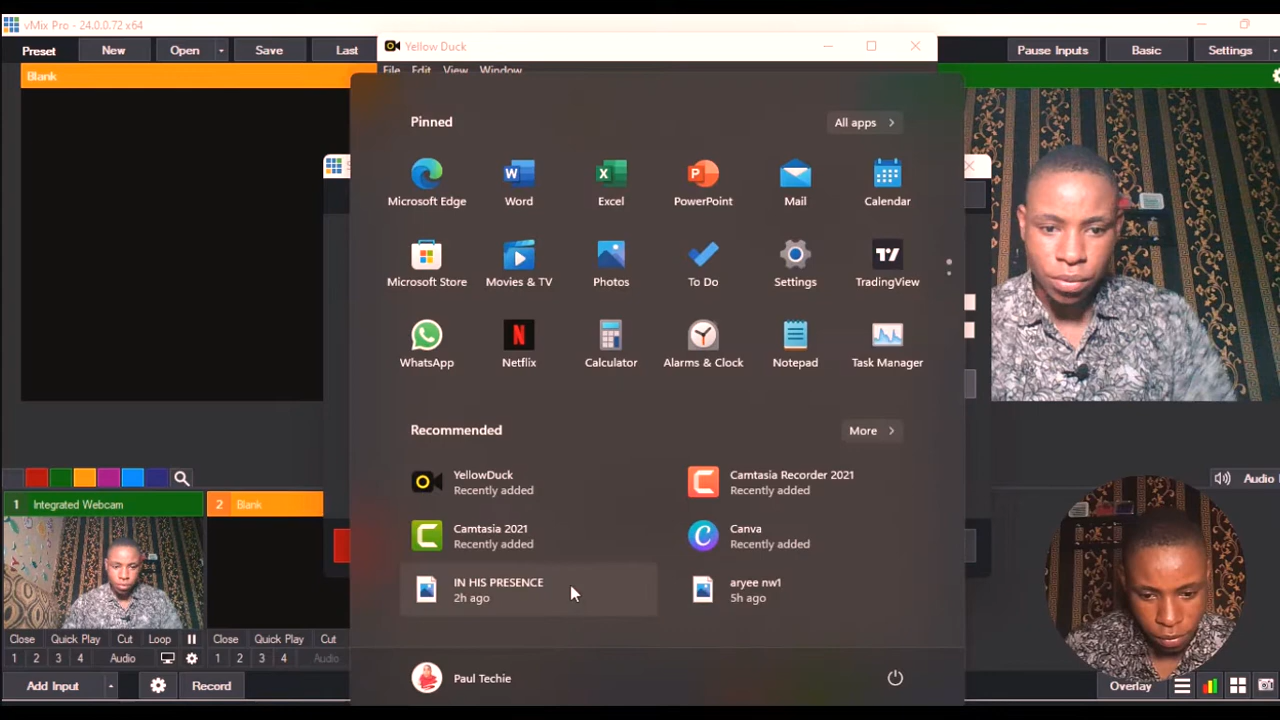 vMix Pro - 24.0.0.72 x64
Preset New Open Save Last
Yellow Duck
Pause Inputs Basic Settings
File Edit View Window
Blank
Pinned
All apps
Microsoft Edge Word Excel PowerPoint Mail Calendar
Microsoft Store Movies & TV Photos To Do Settings TradingView
WhatsApp Netflix Calculator Alarms & Clock Notepad Task Manager
Recommended
More
YellowDuck
Recently added
Camtasia Recorder 2021
Recently added
Camtasia 2021
Recently added
Canva
Recently added
IN HIS PRESENCE
2h ago
aryee nw1
5h ago
Paul Techie
Audio
1 Integrated Webcam
2 Blank
Close Quick Play Cut Loop
Close Quick Play Cut
1 2 3 4 Audio
1 2 3 4 Audio
Add Input Record
Overlay